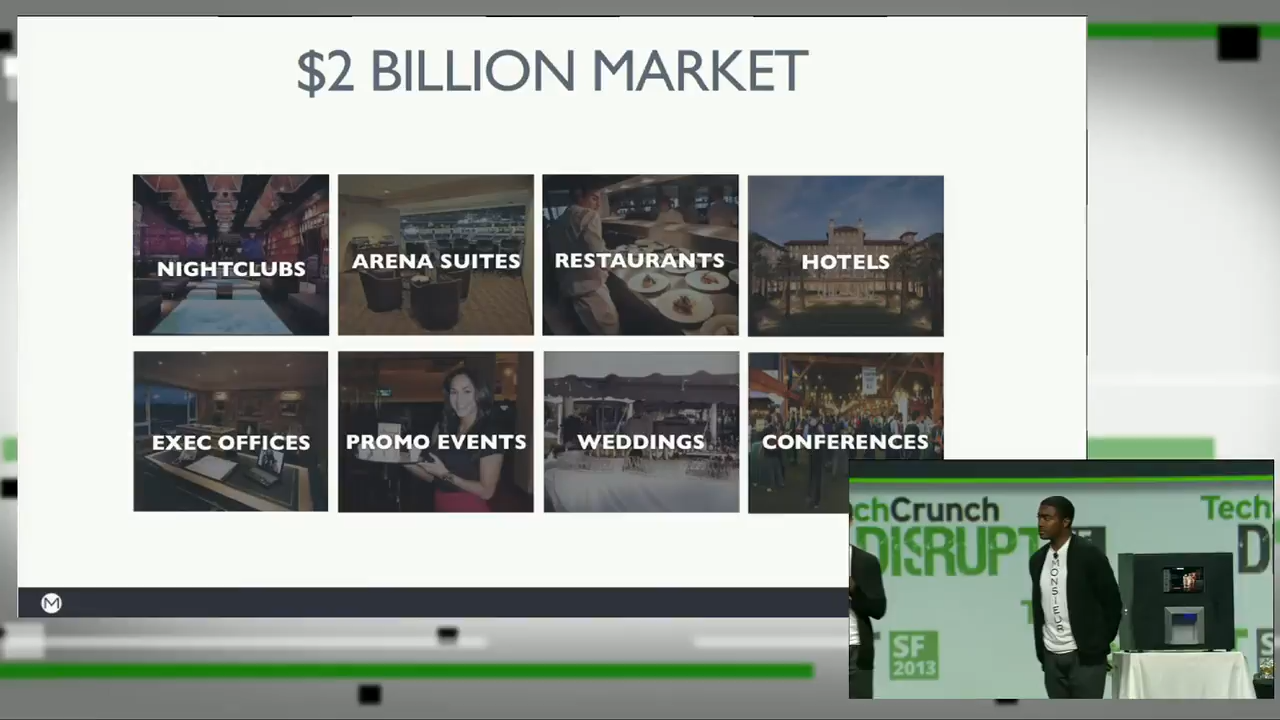 $2 BILLION MARKET
NIGHTCLUBS
ARENA SUITES
RESTAURANTS
HOTELS
EXEC OFFICES
PROMO EVENTS
WEDDINGS
CONFERENCES
M
chCrunch
DISRUPT
Tech
D
MONSIEUR
SF
2013